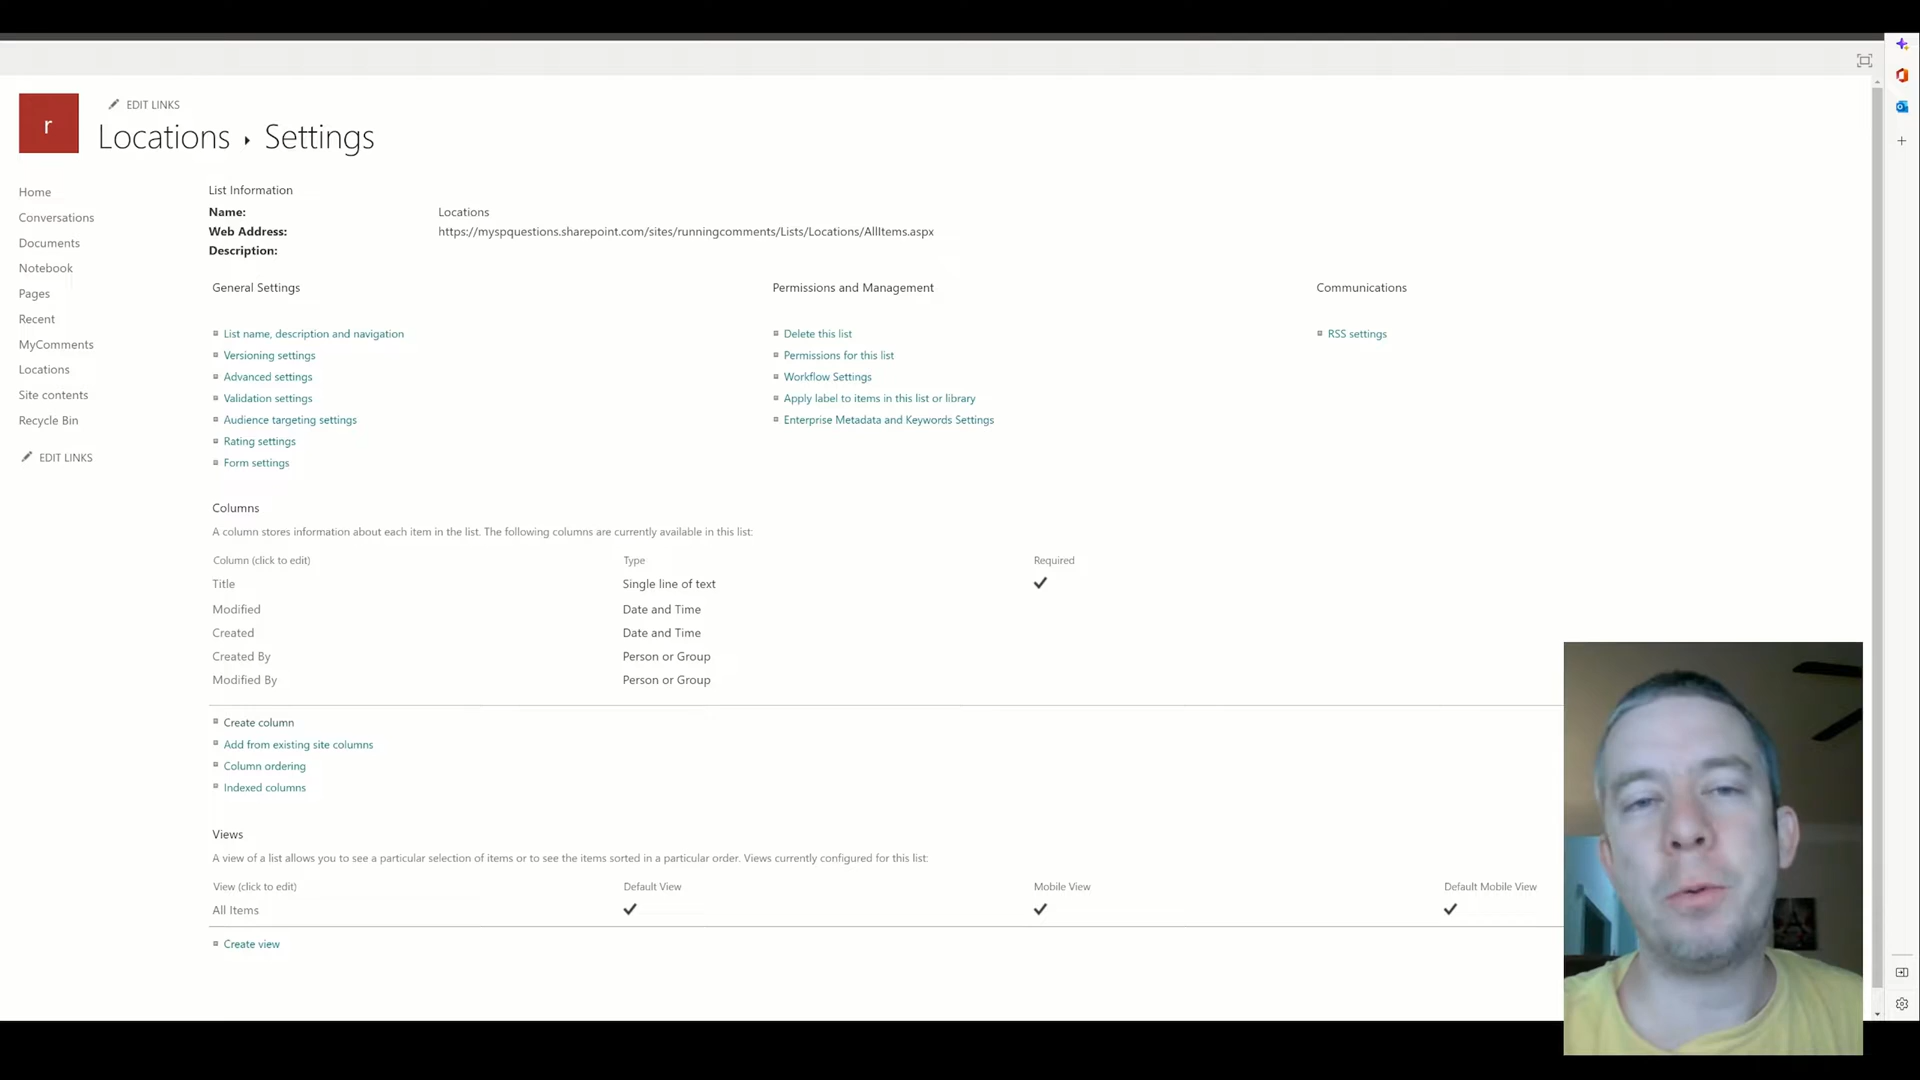 EDIT LINKS
r
Locations Settings
Home
Conversations
Documents
Notebook
Pages
Recent
MyComments
Locations
Site contents
Recycle Bin
EDIT LINKS
List Information
Name: Locations
Web Address: https://myspquestions.sharepoint.com/sites/runningcomments/Lists/Locations/AllItems.aspx
Description:
General Settings
List name, description and navigation
Versioning settings
Advanced settings
Validation settings
Audience targeting settings
Rating settings
Form settings
Permissions and Management
Delete this list
Permissions for this list
Workflow Settings
Apply label to items in this list or library
Enterprise Metadata and Keywords Settings
Communications
RSS settings
Columns
A column stores information about each item in the list. The following columns are currently available in this list:
Column (click to edit) Type Required
Title Single line of text
Modified Date and Time
Created Date and Time
Created By Person or Group
Modified By Person or Group
Create column
Add from existing site columns
Column ordering
Indexed columns
Views
A view of a list allows you to see a particular selection of items or to see the items sorted in a particular order. Views currently configured for this list:
View (click to edit) Default View Mobile View Default Mobile View
All Items
Create view